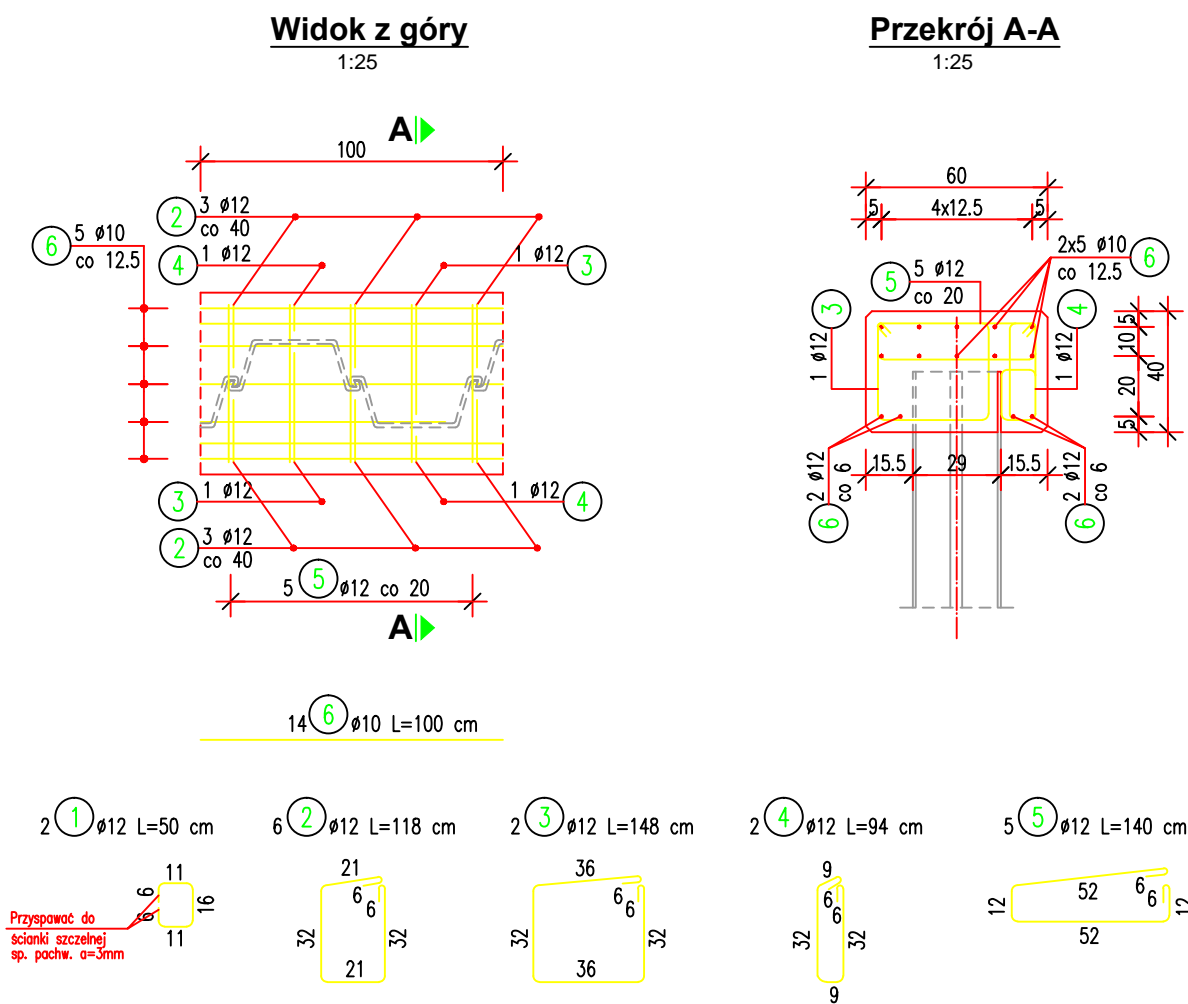 Widok z góry
1:25
A
100
2 3 ø12
co 40
6 5 ø10
co 12.5
4 1 ø12
1 ø12 3
3 1 ø12
1 ø12 4
2 3 ø12
co 40
5 5 ø12 co 20
A
Przekrój A-A
1:25
60
5 4x12.5 5
2x5 ø10 6
co 12.5
5 5 ø12
co 20
3
1 ø12
4
1 ø12
5
10
20
5
40
15.5 29 15.5
2 ø12
co 6
6
2 ø12
co 6
6
14 6 ø10 L=100 cm
2 1 ø12 L=50 cm
11
6
6
16
11
Przyspawać do
ścianki szczelnej
sp. pachw. a=3mm
6 2 ø12 L=118 cm
21
6
6
32
32
21
2 3 ø12 L=148 cm
36
6
6
32
32
36
2 4 ø12 L=94 cm
9
6
6
32
32
9
5 5 ø12 L=140 cm
52
6
6
12
12
52